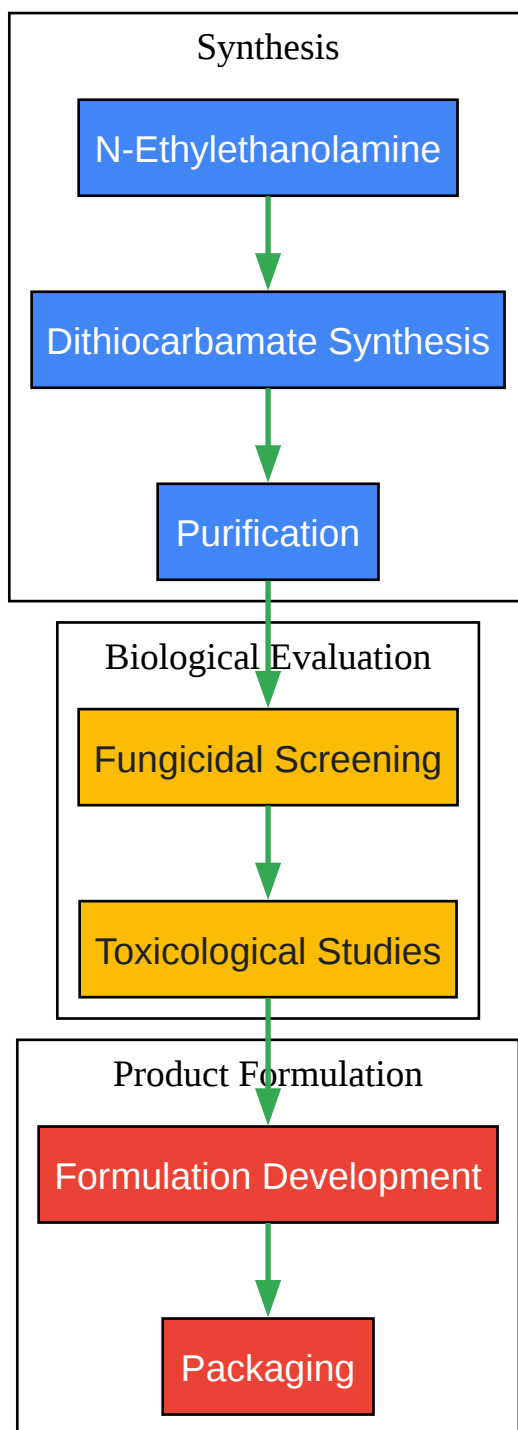 Synthesis
N-Ethylethanolamine
Dithiocarbamate Synthesis
Purification
Biological Evaluation
Fungicidal Screening
Toxicological Studies
Product Formulation
Formulation Development
Packaging